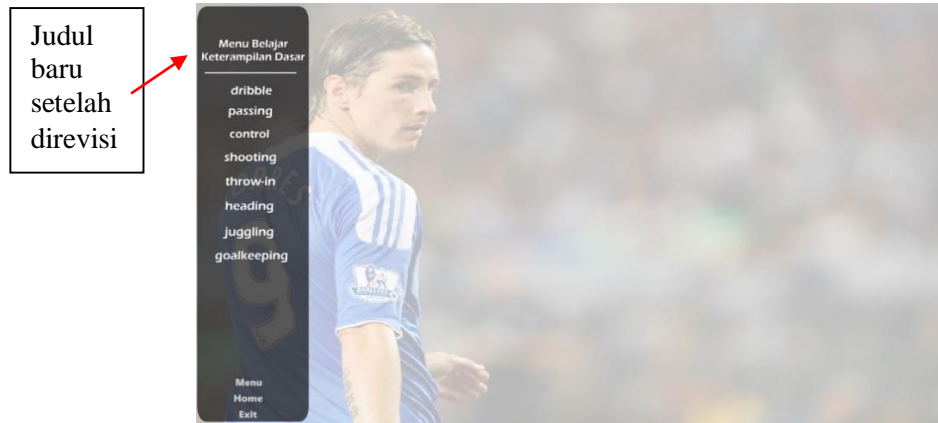 Judul
baru
setelah
direvisi
Menu Belajar
Keterampilan Dasar
dribble
passing
control
shooting
throw-in
heading
juggling
goalkeeping
Menu
Home
Exit
9